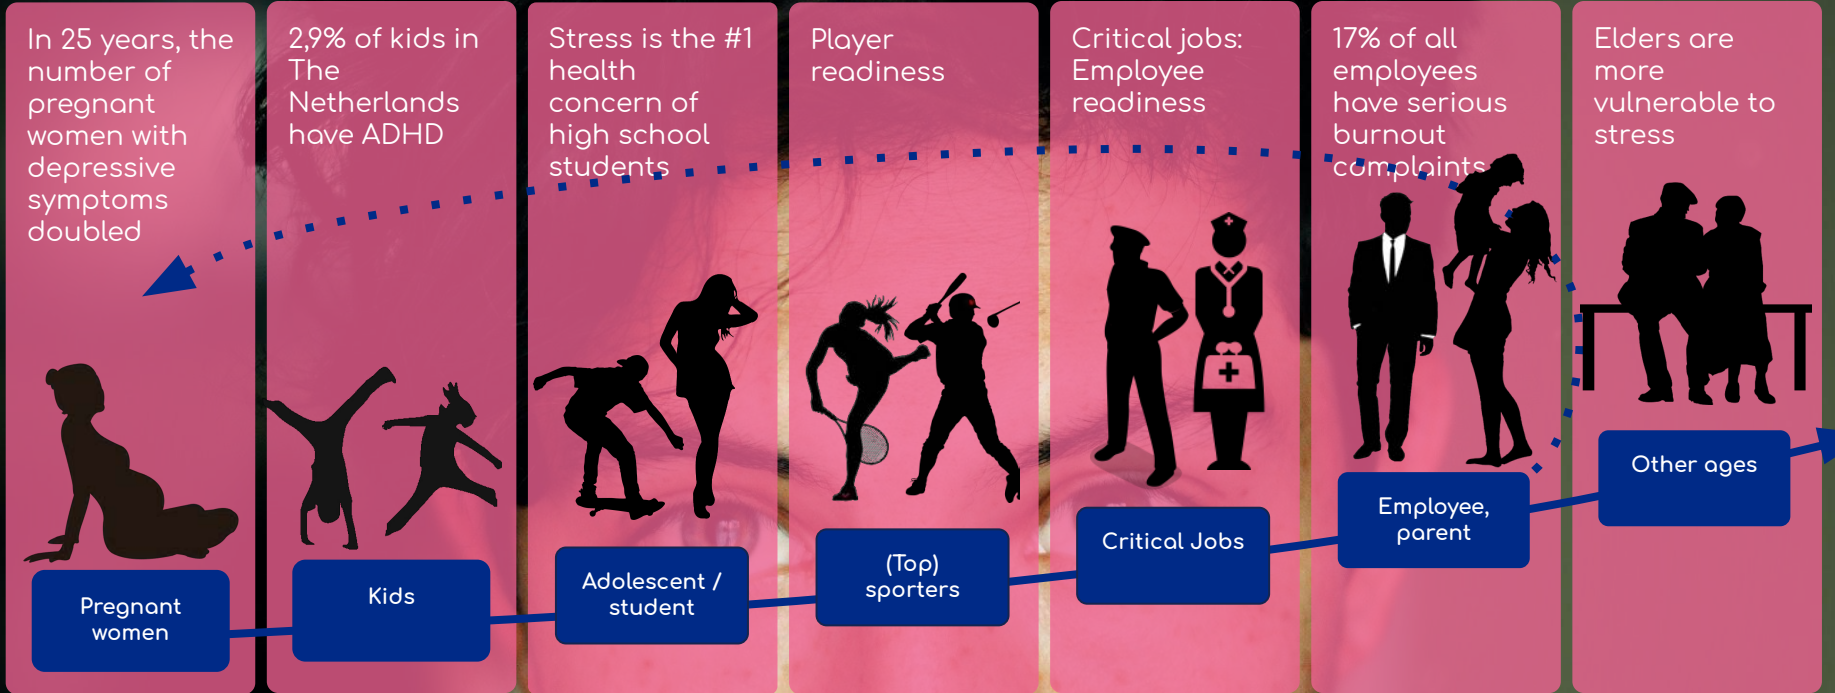 In 25 years, the
number of
pregnant
women with
depressive
symptoms
doubled
2,9% of kids in
The
Netherlands
have ADHD
Stress is the #1
health
concern of
high school
students
Player
readiness
Critical jobs:
Employee
readiness
17% of all
employees
have serious
burnout
complaints
Elders are
more
vulnerable to
stress
Pregnant
women
Kids
Adolescent /
student
(Top)
sporters
Critical Jobs
Employee,
parent
Other ages